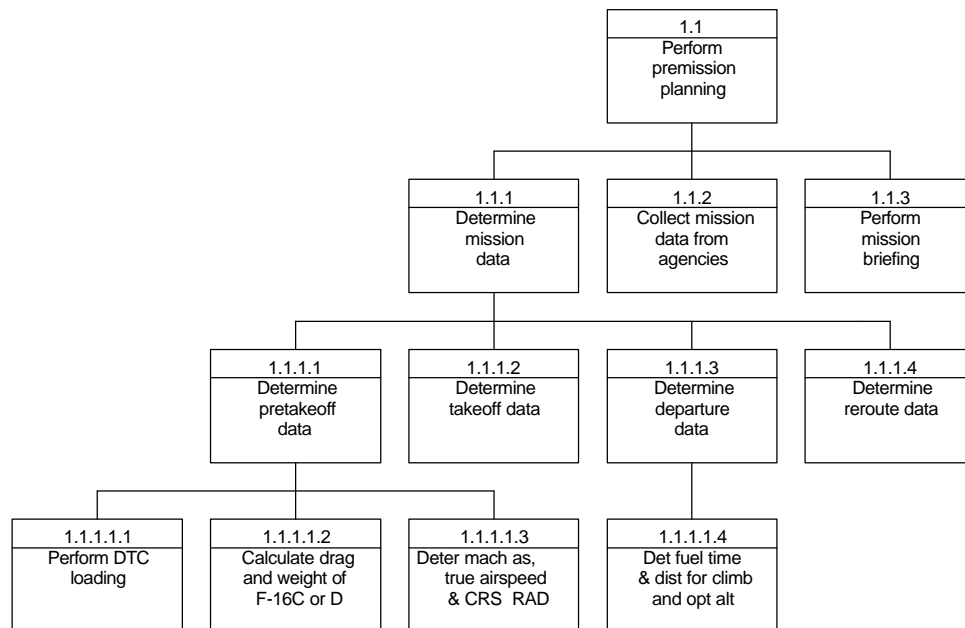 1.1
Perform
premission
planning
1.1.1
Determine
mission
data
1.1.2
Collect mission
data from
agencies
1.1.3
Perform
mission
briefing
1.1.1.1
Determine
pretakeoff
data
1.1.1.2
Determine
takeoff data
1.1.1.3
Determine
departure
data
1.1.1.4
Determine
reroute data
1.1.1.1.1
Perform DTC
loading
1.1.1.1.2
Calculate drag
and weight of
F-16C or D
1.1.1.1.3
Deter mach as,
true airspeed
& CRS RAD
1.1.1.1.4
Det fuel time
& dist for climb
and opt alt